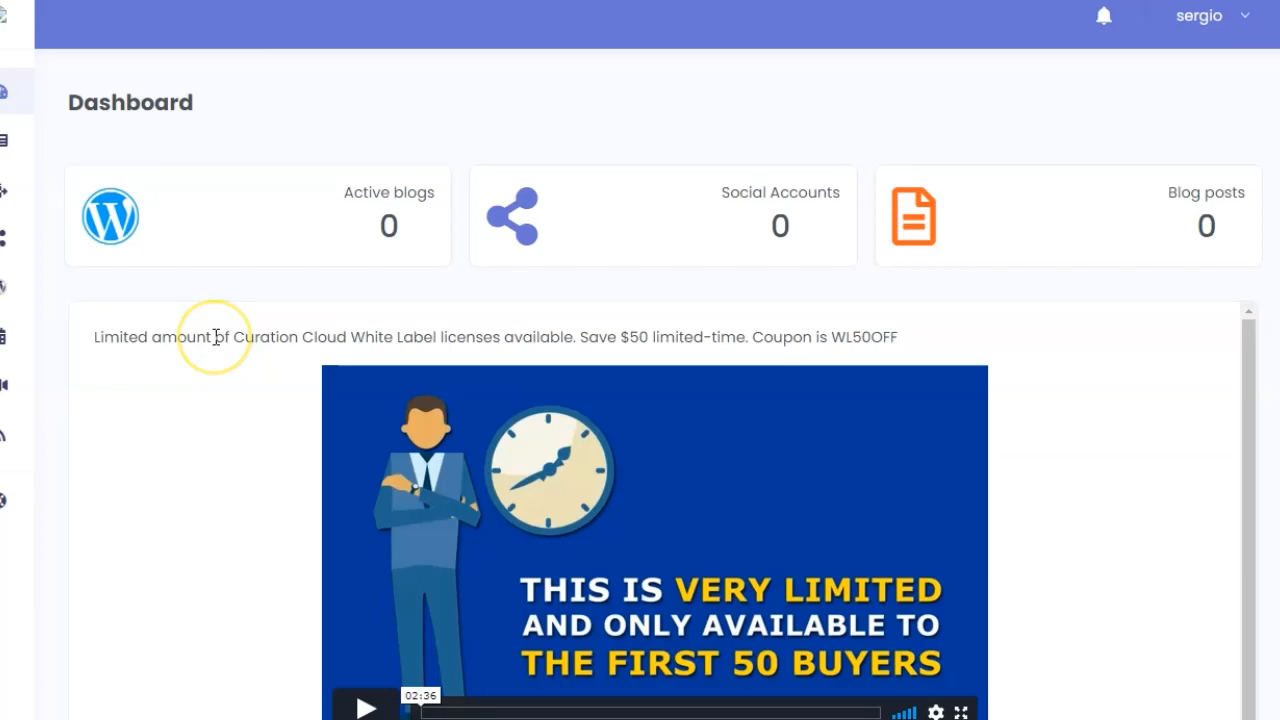 sergio
Dashboard
Active blogs
0
Social Accounts
0
Blog posts
0
Limited amount of Curation Cloud White Label licenses available. Save $50 limited-time. Coupon is WL50OFF
THIS IS VERY LIMITED
AND ONLY AVAILABLE TO
THE FIRST 50 BUYERS
02:36